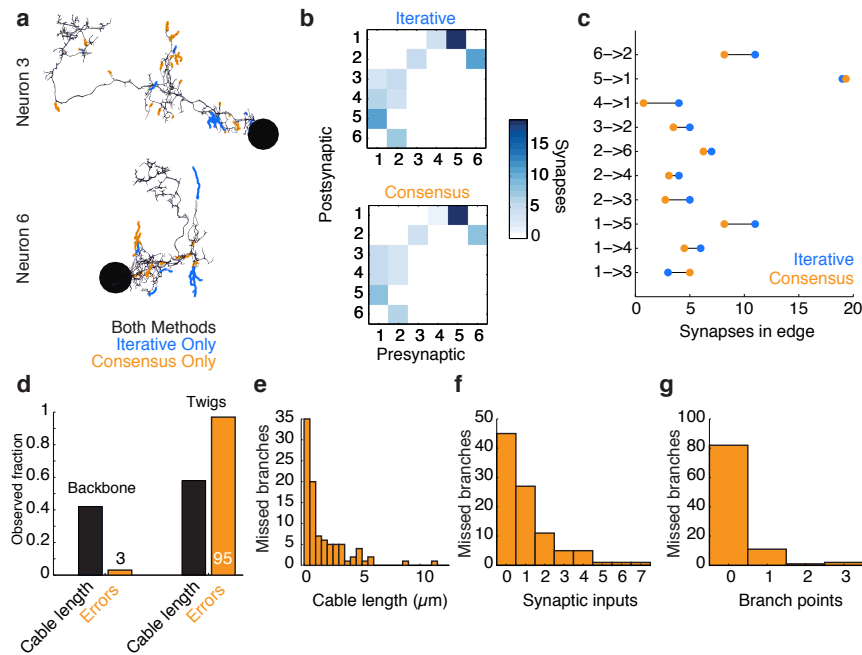 a
Neuron 3
Neuron 6
Both Methods
Iterative Only
Consensus Only
b
Iterative
1
2
3
4
5
6
1 2 3 4 5 6
Postsynaptic
Consensus
1
2
3
4
5
6
1 2 3 4 5 6
Presynaptic
15
10
5
0
Synapses
c
6->2
5->1
4->1
3->2
2->6
2->4
2->3
1->5
1->4
1->3
Iterative
Consensus
0 5 10 15 20
Synapses in edge
d
Observed fraction
1
0.8
0.6
0.4
0.2
0
Backbone
Twigs
3
95
Cable length
Errors
Cable length
Errors
e
Missed branches
35
30
25
20
15
10
5
0
0 5 10
Cable length (μm)
f
Missed branches
50
40
30
20
10
0
0 1 2 3 4 5 6 7
Synaptic inputs
g
Missed branches
100
80
60
40
20
0
0 1 2 3
Branch points